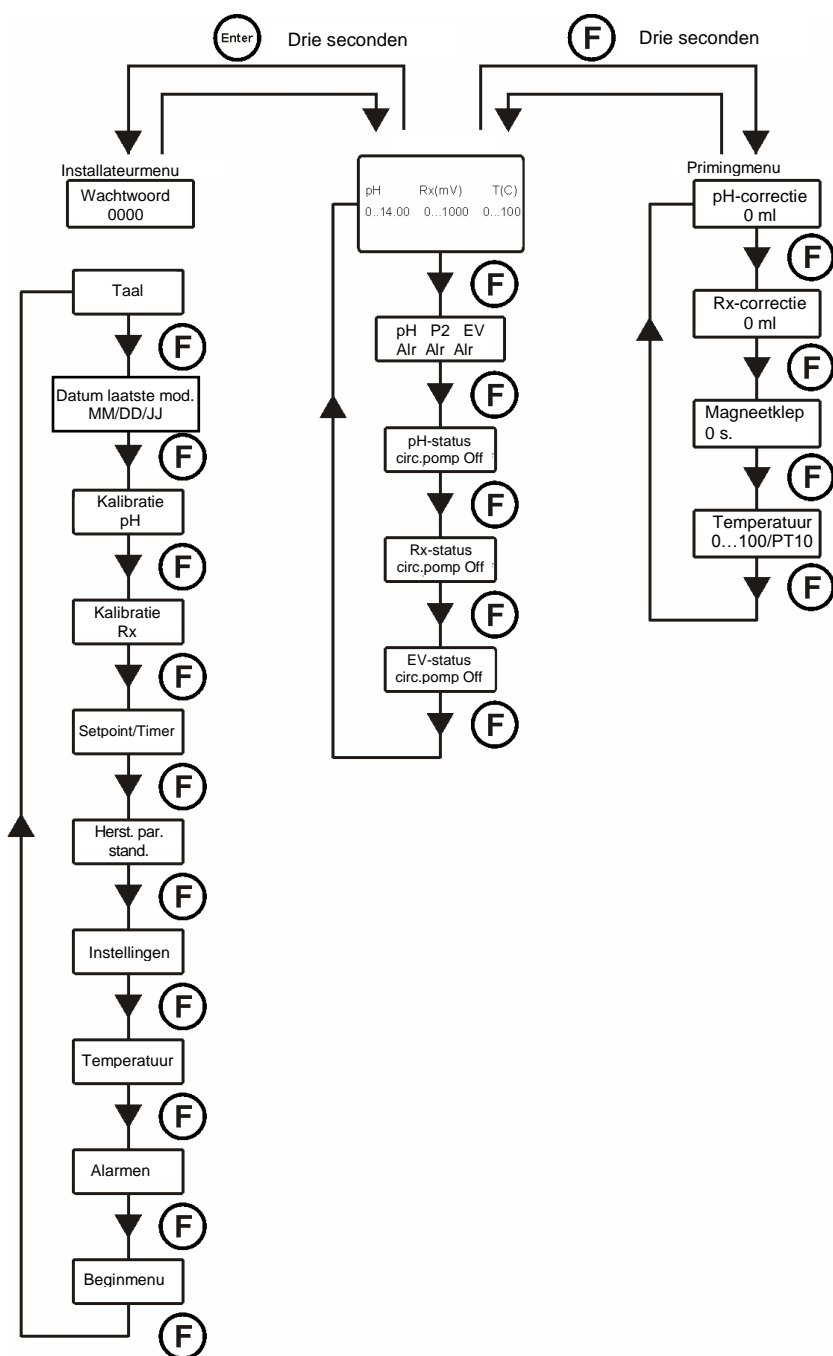 Enter Drie seconden
F Drie seconden
Installateurmenu
Wachtwoord
0000
Taal
F
Datum laatste mod.
MM/DD/JJ
F
Kalibratie
pH
F
Kalibratie
Rx
F
Setpoint/Timer
F
Herst. par.
stand.
F
Instellingen
F
Temperatuur
F
Alarmen
F
Beginmenu
F
pH Rx(mV) T(C)
0..14.00 0...1000 0...100
F
pH P2 EV
Alr Alr Alr
F
pH-status
circ.pomp Off
F
Rx-status
circ.pomp Off
F
EV-status
circ.pomp Off
F
Primingmenu
pH-correctie
0 ml
F
Rx-correctie
0 ml
F
Magneetklep
0 s.
F
Temperatuur
0...100/PT10
F